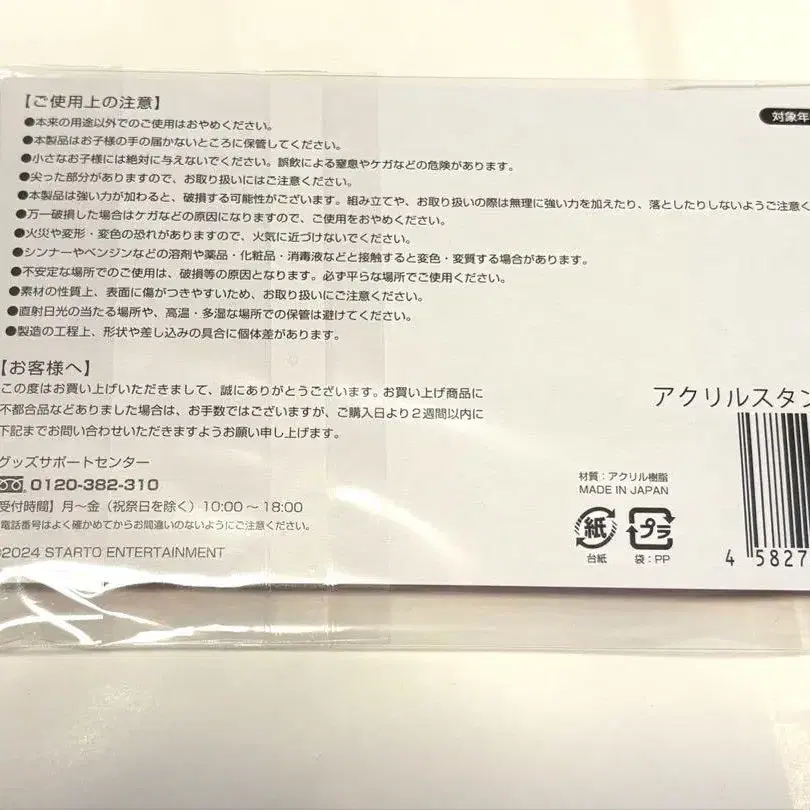 【ご使用上の注意】
対象年
●本来の用途以外でのご使用はおやめください。
●本製品はお子様の手の届かないところに保管してください。
●小さなお子様には絶対に与えないでください。誤飲による窒息やケガなどの危険があります。
●尖った部分がありますので、お取り扱いにはご注意ください。
●本製品は強い力が加わると、破損する可能性がございます。組み立てや、お取り扱いの際は無理に強い力を加えたり、落としたりしないようご注意く
●万一破損した場合はケガなどの原因になりますので、ご使用をおやめください。
●火災や変形・変色の恐れがありますので、火気に近づけないでください。
●シンナーやベンジンなどの溶剤や薬品・化粧品・消毒液などと接触すると変色・変質する場合があります。
●不安定な場所でのご使用は、破損等の原因となります。必ず平らな場所でご使用ください。
●素材の性質上、表面に傷がつきやすいため、お取り扱いにご注意ください。
●直射日光の当たる場所や、高温・多湿な場所での保管は避けてください。
●製造の工程上、形状や差し込みの具合に個体差があります。
【お客様へ】
この度はお買い上げいただきまして、誠にありがとうございます。お買い上げ商品に
不都合品などありました場合は、お手数ではございますが、ご購入日より2週間以内に
下記までお問い合わせいただきますようお願い申し上げます。
グッズサポートセンター
0120-382-310
受付時間】月～金（祝祭日を除く）10:00～18:00
電話番号はよく確かめてからお間違いのないようにご注意ください。
©2024 STARTO ENTERTAINMENT
アクリルスタン
材質：アクリル樹脂
MADE IN JAPAN
紙
プラ
台紙
袋：PP
4 5827